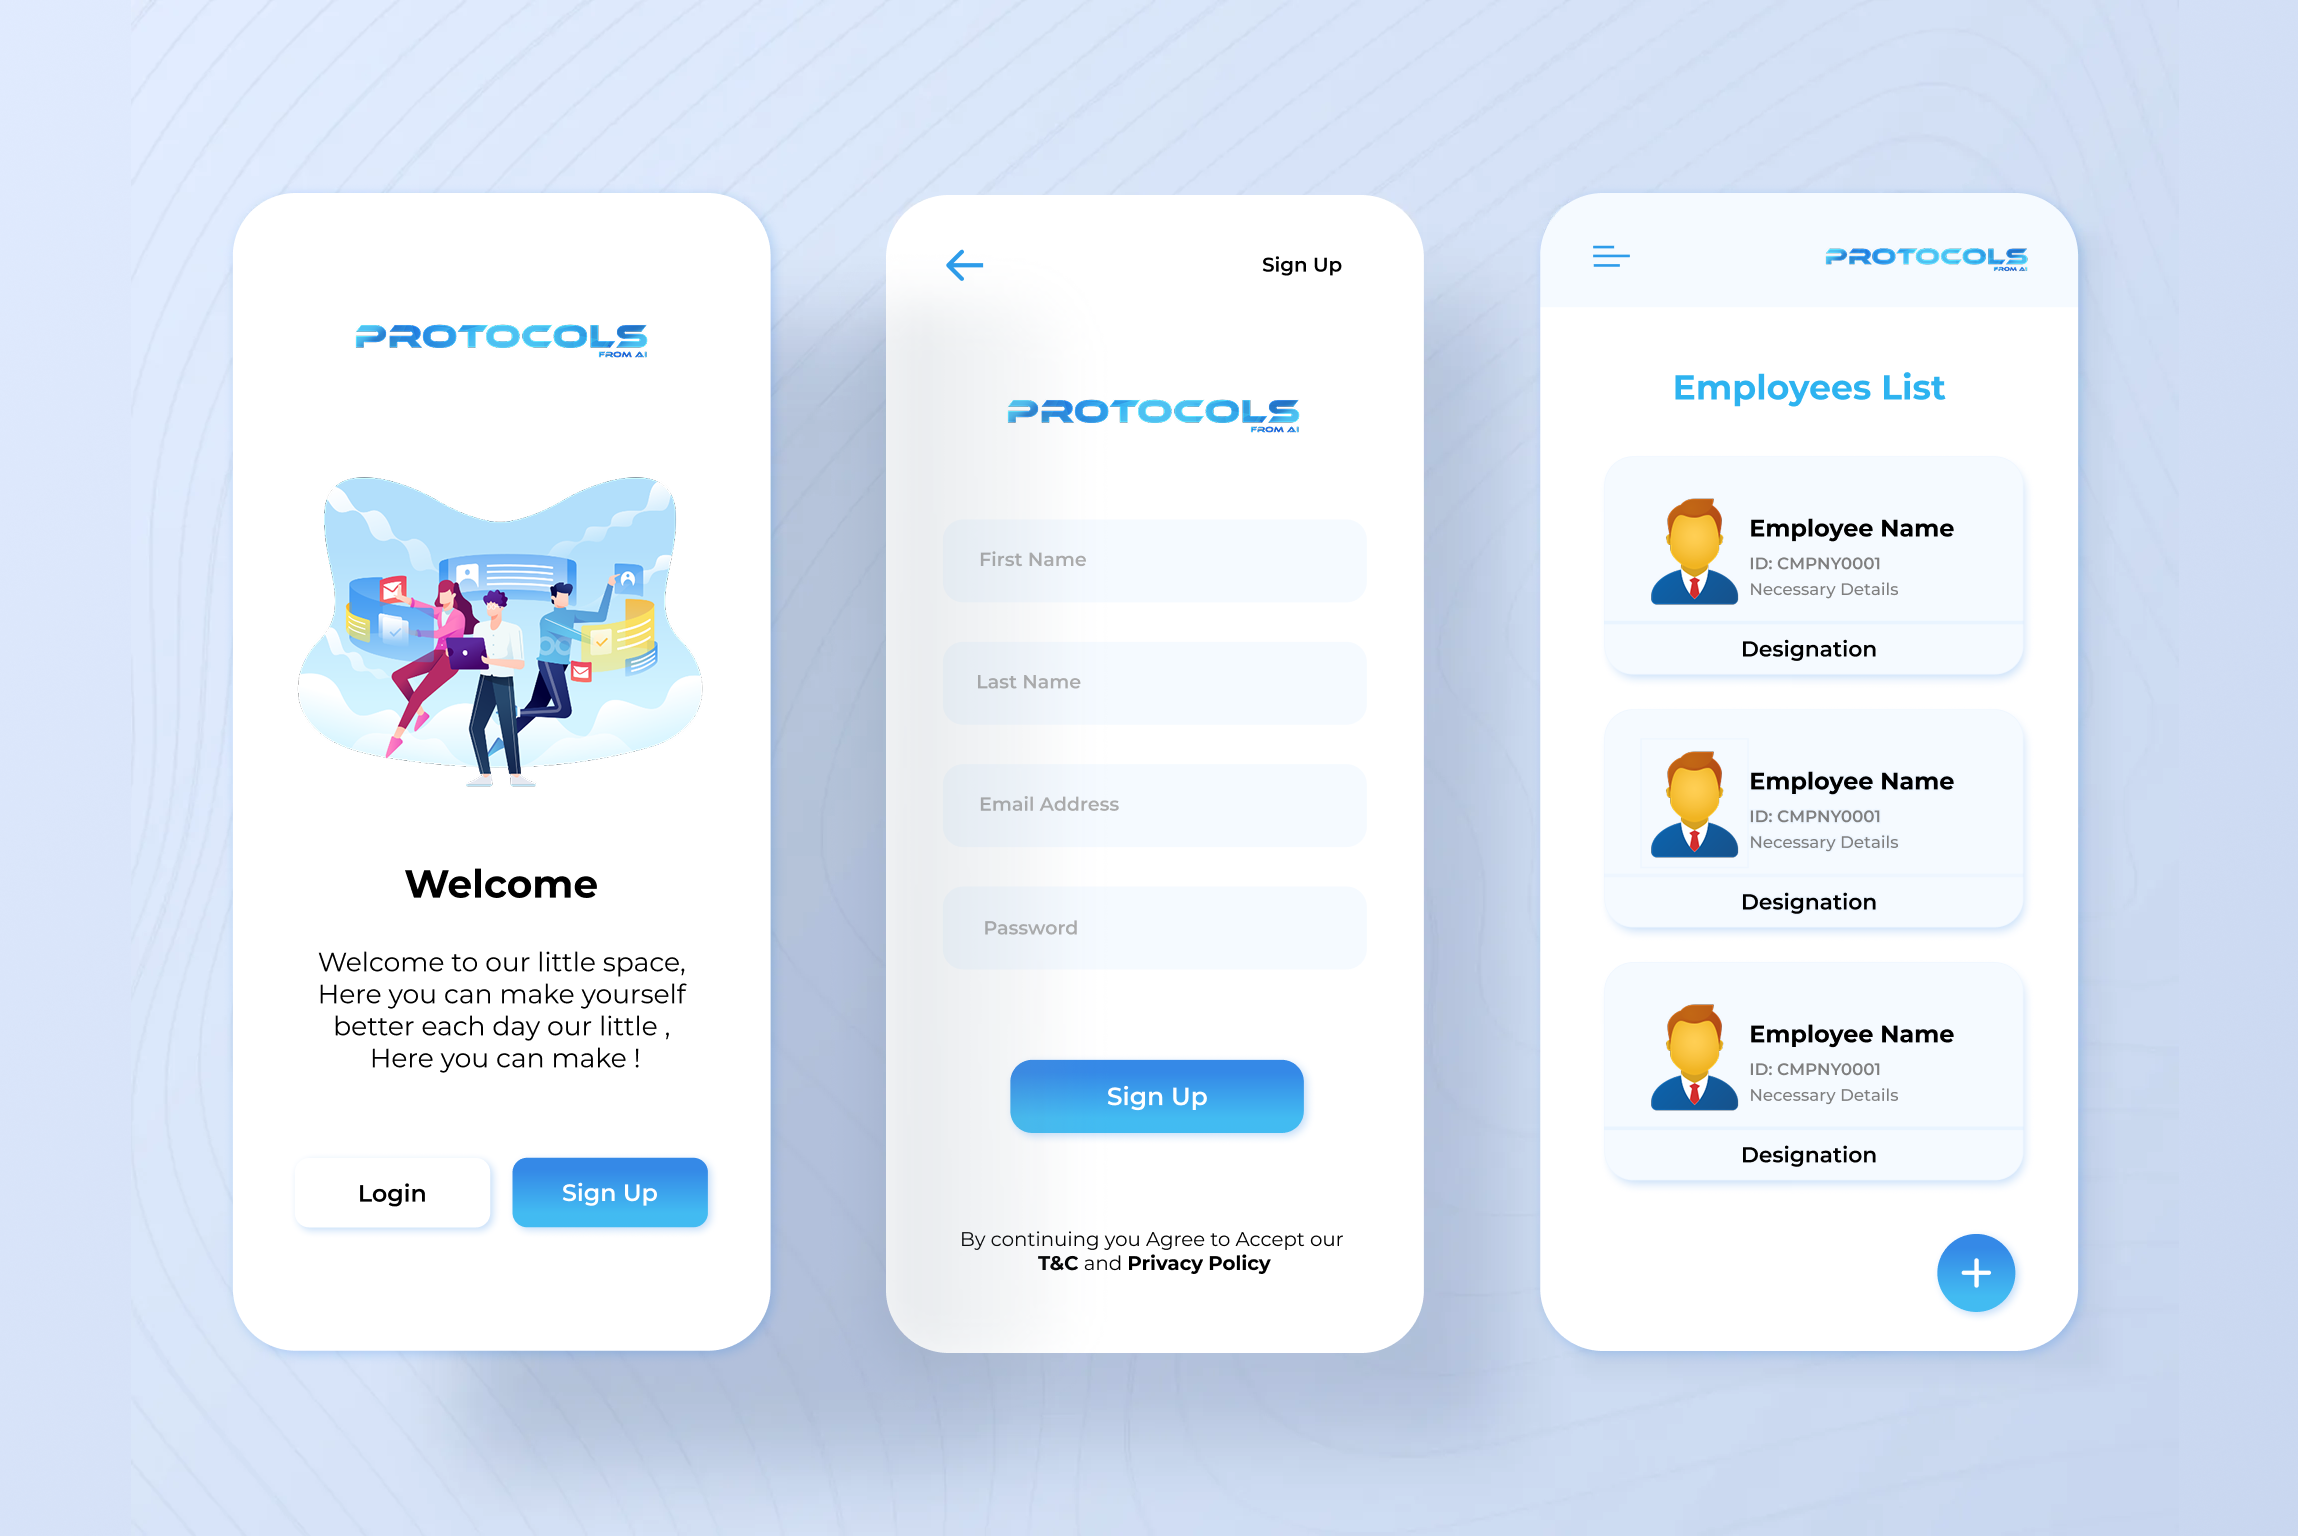 PROTOCOLS
FROM AI
Welcome
Welcome to our little space,
Here you can make yourself
better each day our little ,
Here you can make !
Login
Sign Up
Sign Up
PROTOCOLS
FROM AI
First Name
Last Name
Email Address
Password
Sign Up
By continuing you Agree to Accept our
T&C and Privacy Policy
PROTOCOLS
FROM AI
Employees List
Employee Name
ID: CMPNY0001
Necessary Details
Designation
Employee Name
ID: CMPNY0001
Necessary Details
Designation
Employee Name
ID: CMPNY0001
Necessary Details
Designation